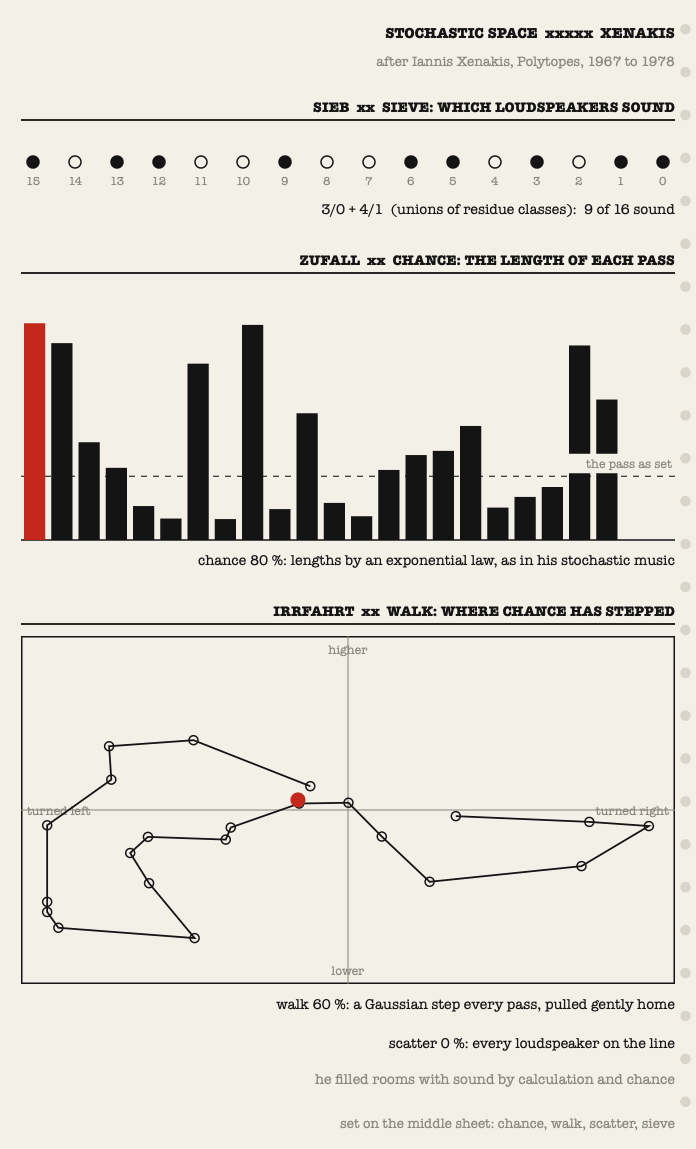 STOCHASTIC SPACE xxxxx XENAKIS
after Iannis Xenakis, Polytopes, 1967 to 1978
SIEB xx SIEVE: WHICH LOUDSPEAKERS SOUND
15 14 13 12 11 10 9 8 7 6 5 4 3 2 1 0
3/0 + 4/1 (unions of residue classes): 9 of 16 sound
ZUFALL xx CHANCE: THE LENGTH OF EACH PASS
the pass as set
chance 80 %: lengths by an exponential law, as in his stochastic music
IRRFAHRT xx WALK: WHERE CHANCE HAS STEPPED
higher
turned left turned right
lower
walk 60 %: a Gaussian step every pass, pulled gently home
scatter 0 %: every loudspeaker on the line
he filled rooms with sound by calculation and chance
set on the middle sheet: chance, walk, scatter, sieve